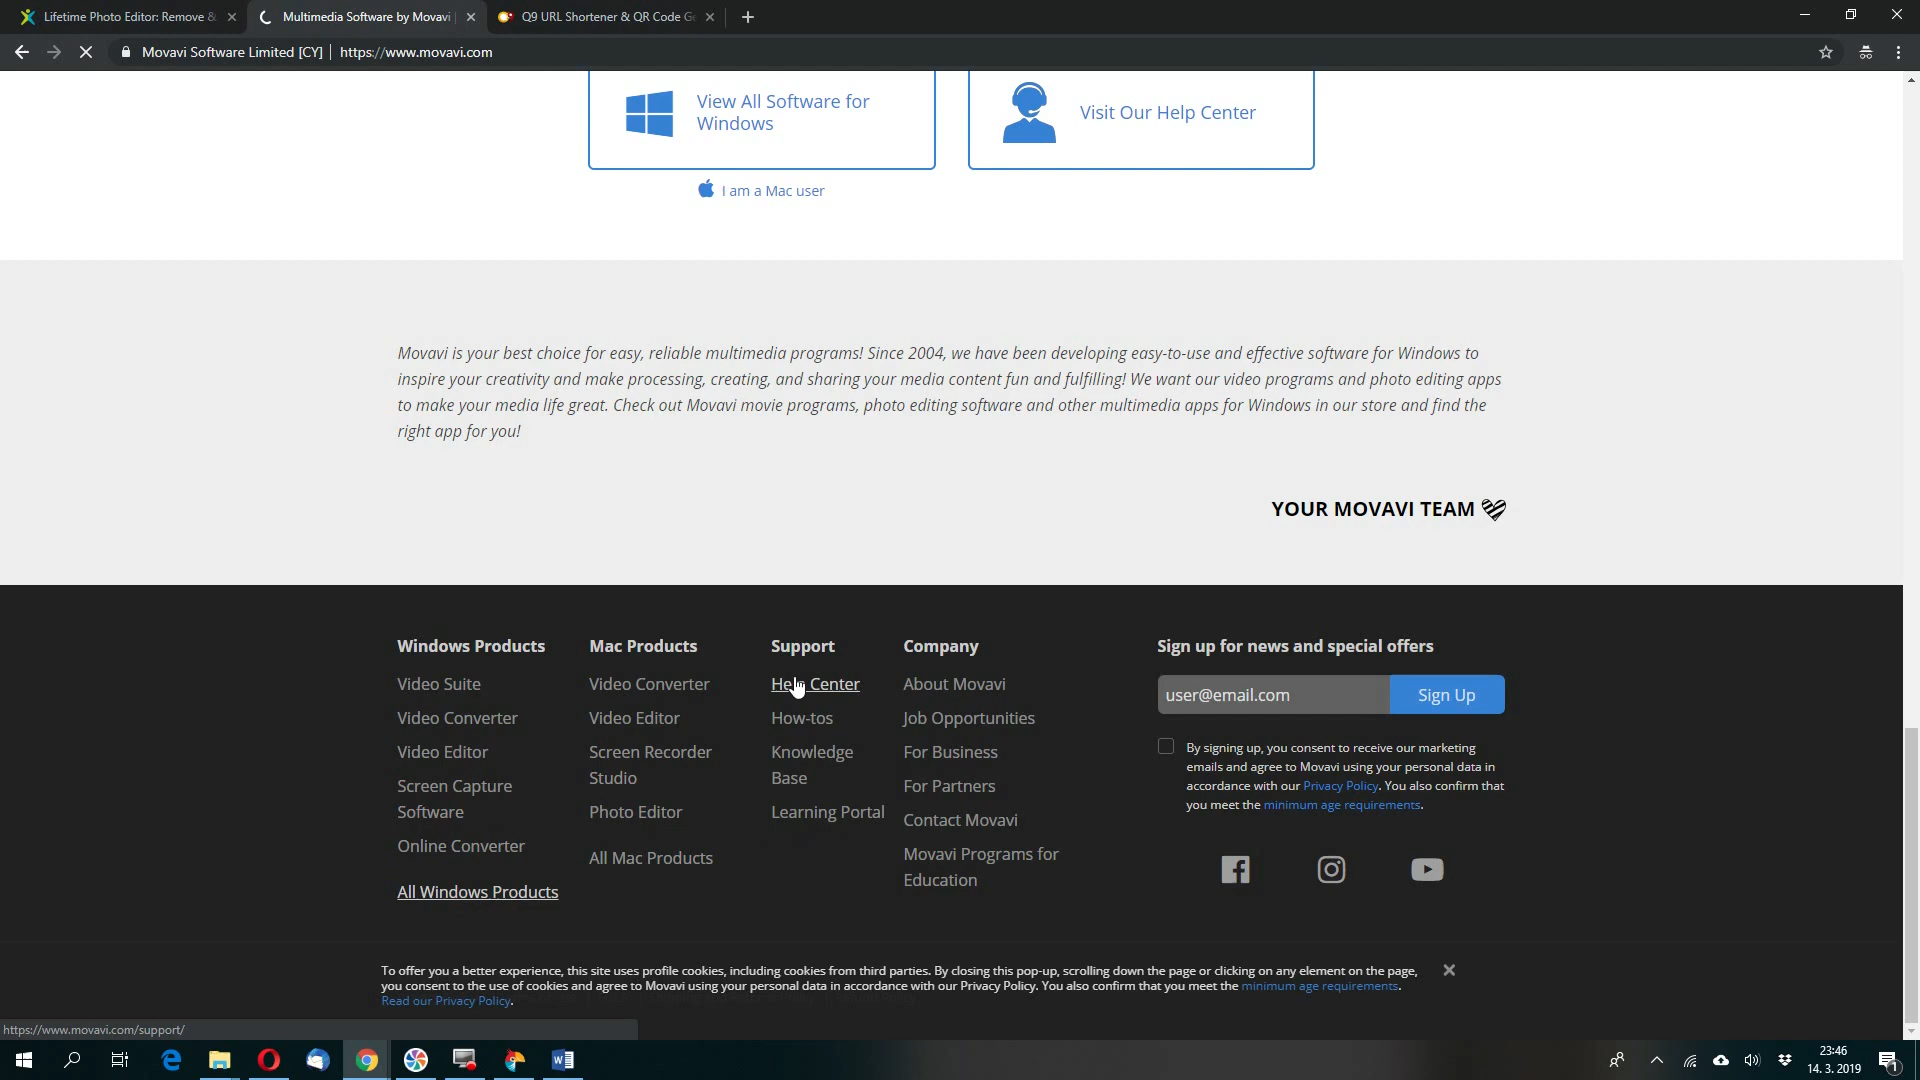 Lifetime Photo Editor: Remove &
Multimedia Software by Movavi
Q9 URL Shortener & QR Code Ge
Movavi Software Limited [CY] | https://www.movavi.com
View All Software for
Windows
Visit Our Help Center
I am a Mac user
Movavi is your best choice for easy, reliable multimedia programs! Since 2004, we have been developing easy-to-use and effective software for Windows to
inspire your creativity and make processing, creating, and sharing your media content fun and fulfilling! We want our video programs and photo editing apps
to make your media life great. Check out Movavi movie programs, photo editing software and other multimedia apps for Windows in our store and find the
right app for you!
YOUR MOVAVI TEAM
Windows Products
Video Suite
Video Converter
Video Editor
Screen Capture
Software
Online Converter
All Windows Products
Mac Products
Video Converter
Video Editor
Screen Recorder
Studio
Photo Editor
All Mac Products
Support
Help Center
How-tos
Knowledge
Base
Learning Portal
Company
About Movavi
Job Opportunities
For Business
For Partners
Contact Movavi
Movavi Programs for
Education
Sign up for news and special offers
user@email.com
Sign Up
By signing up, you consent to receive our marketing
emails and agree to Movavi using your personal data in
accordance with our Privacy Policy. You also confirm that
you meet the minimum age requirements.
To offer you a better experience, this site uses profile cookies, including cookies from third parties. By closing this pop-up, scrolling down the page or clicking on any element on the page,
you consent to the use of cookies and agree to Movavi using your personal data in accordance with our Privacy Policy. You also confirm that you meet the minimum age requirements.
Read our Privacy Policy.
https://www.movavi.com/support/
23:46
14. 3. 2019
1